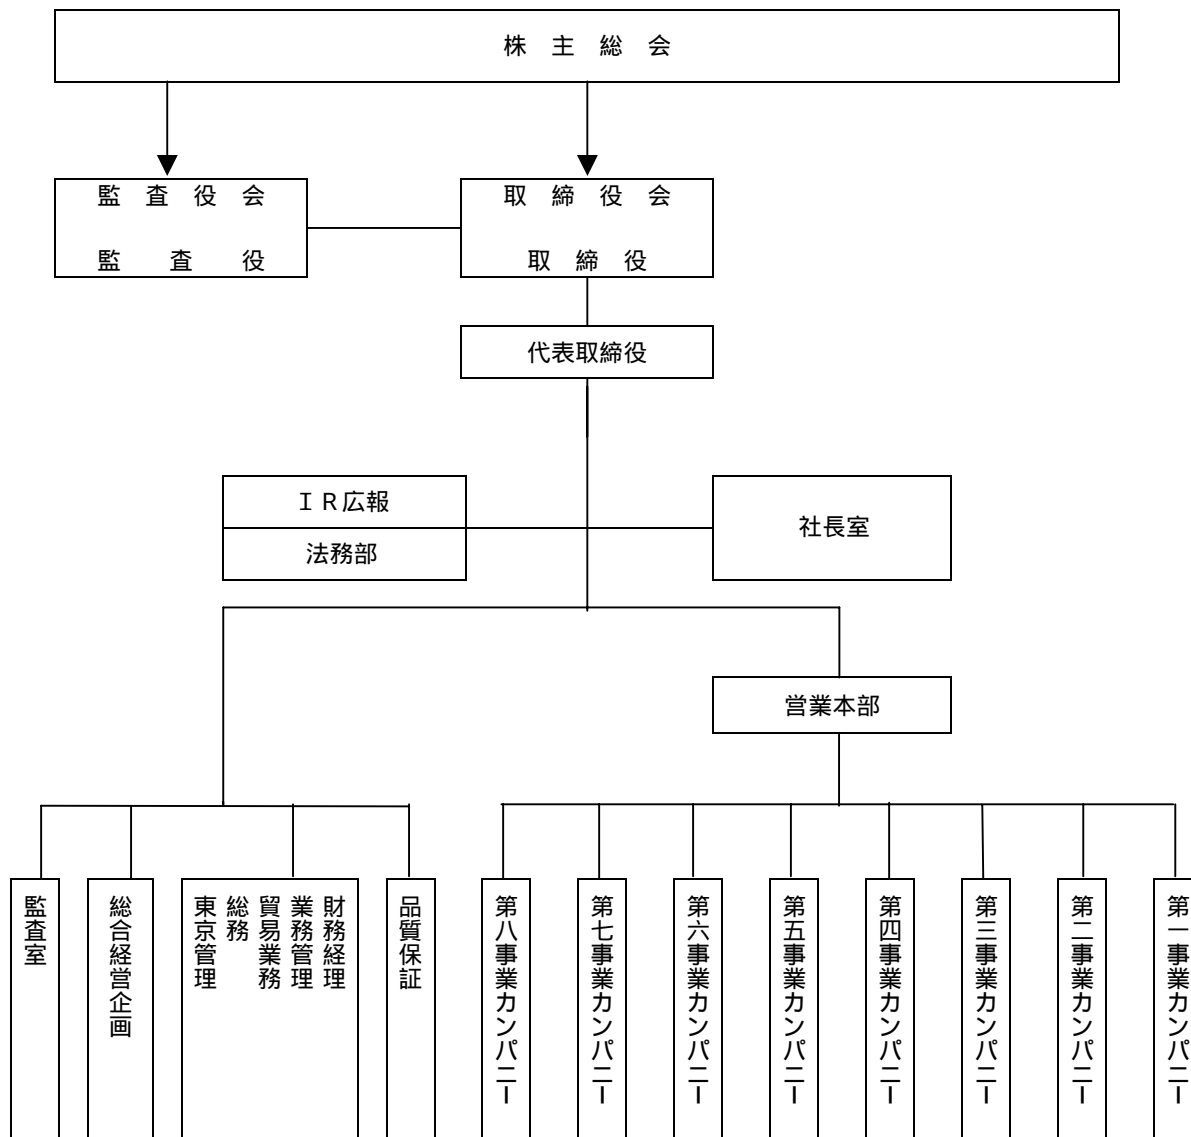 株 主 総 会
監 査 役 会
監 査 役
取 締 役 会
取 締 役
代表取締役
ＩＲ広報
法務部
社長室
営業本部
監査室
総合経営企画
財務経理
業務管理
貿易業務
総務
東京管理
品質保証
第八事業カンパニー
第七事業カンパニー
第六事業カンパニー
第五事業カンパニー
第四事業カンパニー
第三事業カンパニー
第二事業カンパニー
第一事業カンパニー